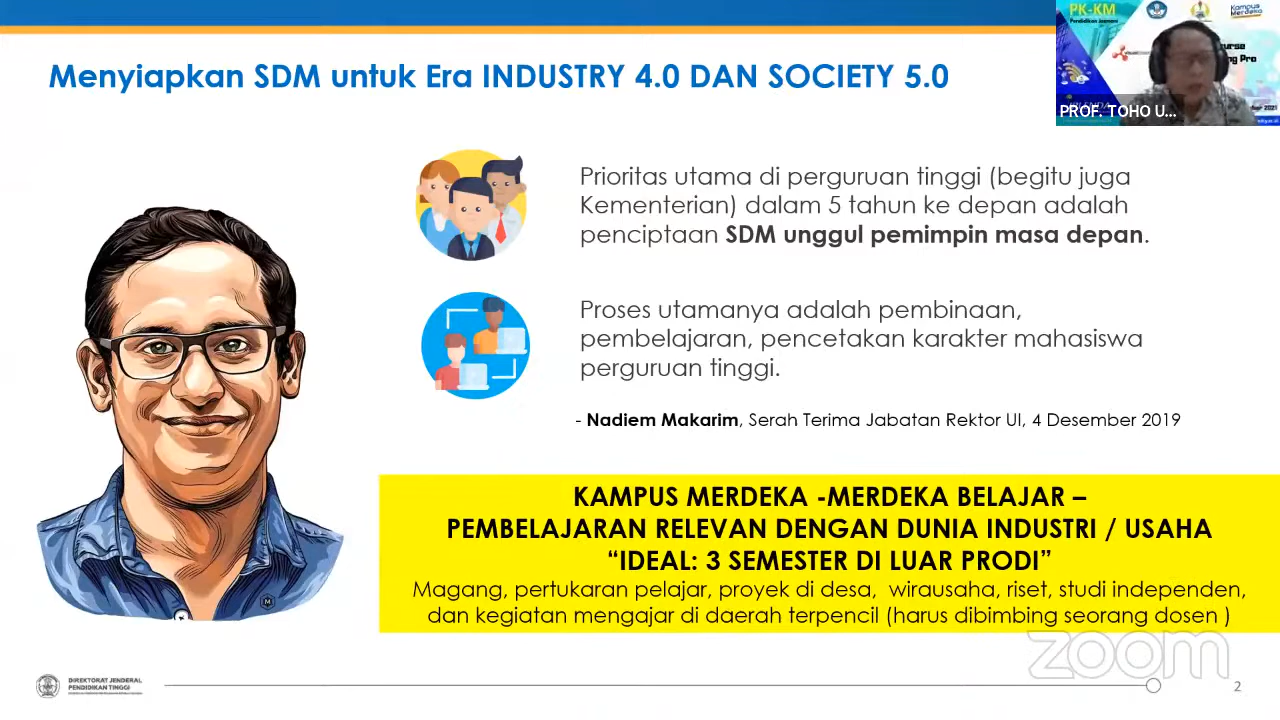 PK-KM
Kampus
Merdeka
PROF. TOHO U...
Menyiapkan SDM untuk Era INDUSTRY 4.0 DAN SOCIETY 5.0
Prioritas utama di perguruan tinggi (begitu juga
Kementerian) dalam 5 tahun ke depan adalah
penciptaan SDM unggul pemimpin masa depan.
Proses utamanya adalah pembinaan,
pembelajaran, pencetakan karakter mahasiswa
perguruan tinggi.
- Nadiem Makarim, Serah Terima Jabatan Rektor UI, 4 Desember 2019
KAMPUS MERDEKA -MERDEKA BELAJAR –
PEMBELAJARAN RELEVAN DENGAN DUNIA INDUSTRI / USAHA
“IDEAL: 3 SEMESTER DI LUAR PRODI”
Magang, pertukaran pelajar, proyek di desa, wirausaha, riset, studi independen,
dan kegiatan mengajar di daerah terpencil (harus dibimbing seorang dosen )
zoom
DIREKTORAT JENDERAL
PENDIDIKAN TINGGI
2